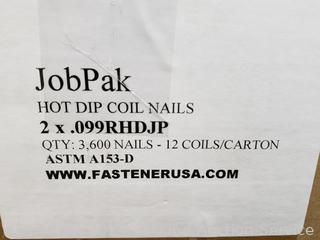 JobPak
HOT DIP COIL NAILS
2 x .099RHDJP
QTY: 3,600 NAILS - 12 COILS/CARTON
ASTM A153-D
WWW.FASTENERUSA.COM